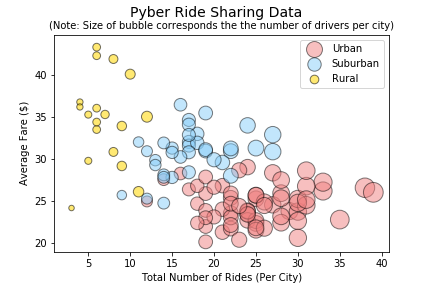 Pyber Ride Sharing Data
(Note: Size of bubble corresponds the the number of drivers per city)
Urban
Suburban
Rural
Average Fare ($)
40
35
30
25
20
5
10
15
20
25
30
35
40
Total Number of Rides (Per City)